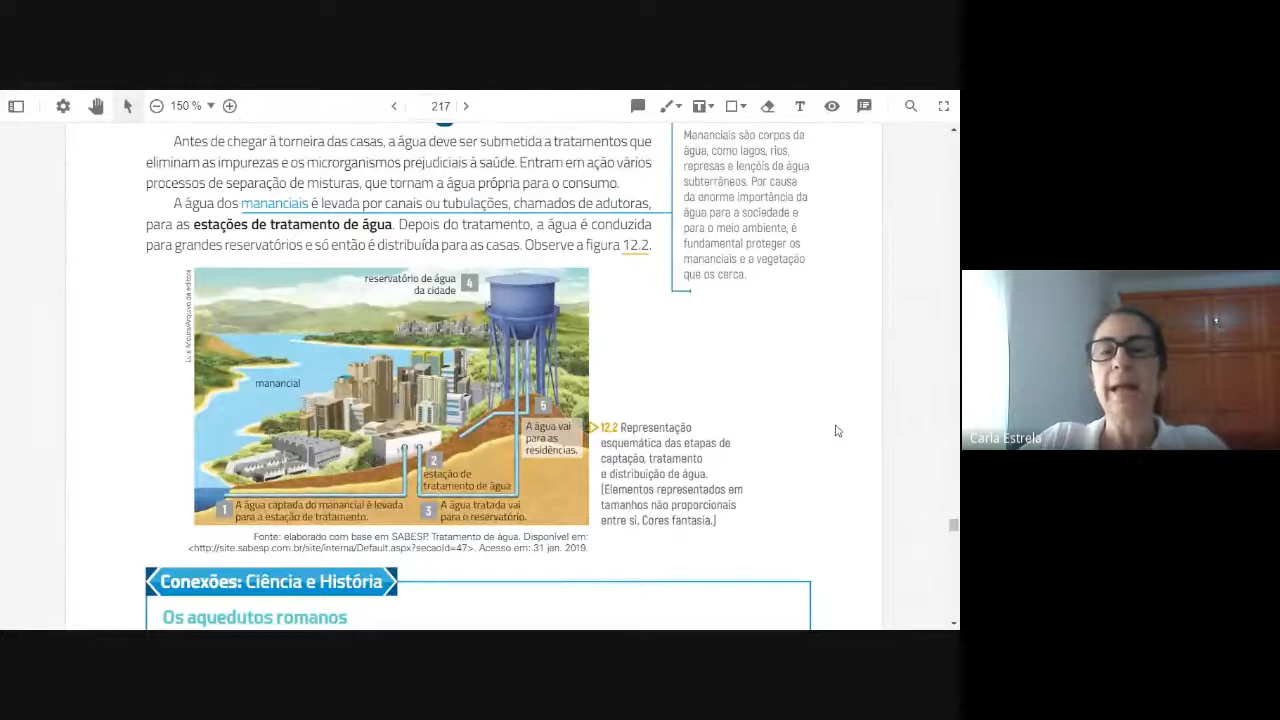 150 %
217
Antes de chegar à torneira das casas, a água deve ser submetida a tratamentos que
eliminam as impurezas e os microrganismos prejudiciais à saúde. Entram em ação vários
processos de separação de misturas, que tornam a água própria para o consumo.
A água dos mananciais é levada por canais ou tubulações, chamados de adutoras,
para as estações de tratamento de água. Depois do tratamento, a água é conduzida
para grandes reservatórios e só então é distribuída para as casas. Observe a figura 12.2.
Mananciais são corpos de
água, como lagos, rios,
represas e lençóis de água
subterrâneos. Por causa
da enorme importância da
água para a sociedade e
para o meio ambiente, é
fundamental proteger os
mananciais e a vegetação
que os cerca.
Luis Moura/Arquivo da editora
reservatório de água
da cidade
4
manancial
5
A água vai
para as
residências.
2
estação de
tratamento de água
1
A água captada do manancial é levada
para a estação de tratamento.
3
A água tratada vai
para o reservatório.
12.2 Representação
esquemática das etapas de
captação, tratamento
e distribuição de água.
(Elementos representados em
tamanhos não proporcionais
entre si. Cores fantasia.)
Fonte: elaborado com base em SABESP. Tratamento de água. Disponível em:
<http://site.sabesp.com.br/site/interna/Default.aspx?secaoId=47>. Acesso em: 31 jan. 2019.
Conexões: Ciência e História
Os aquedutos romanos
Carla Estrela